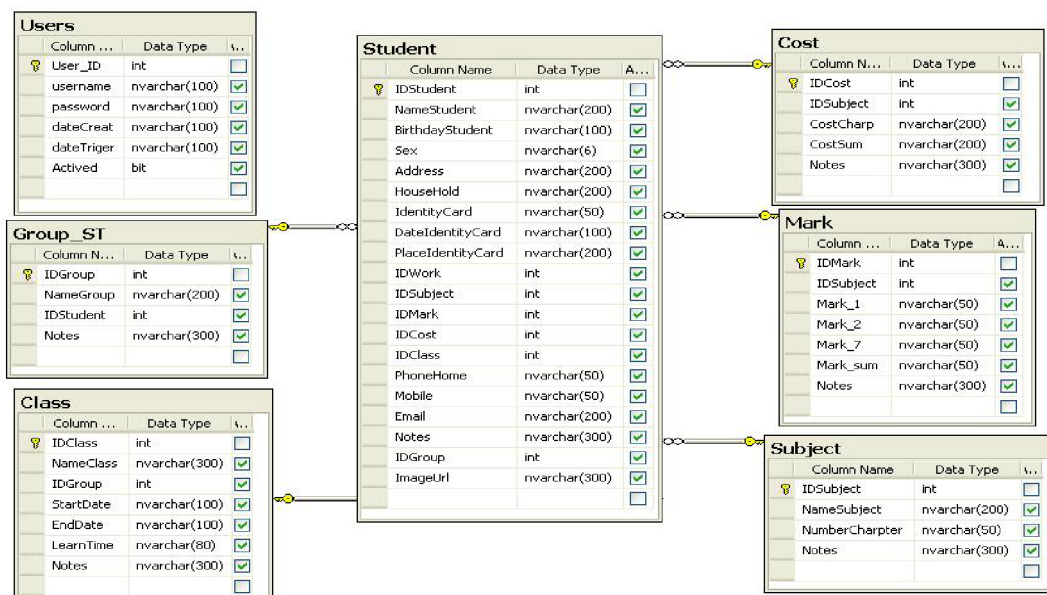 Users
Column ... Data Type \...
User_ID int
username nvarchar(100)
password nvarchar(100)
dateCreat nvarchar(100)
dateTriger nvarchar(100)
Actived bit
Group_ST
Column N... Data Type \...
IDGroup int
NameGroup nvarchar(200)
IDStudent int
Notes nvarchar(300)
Class
Column ... Data Type \...
IDClass int
NameClass nvarchar(300)
IDGroup int
StartDate nvarchar(100)
EndDate nvarchar(100)
LearnTime nvarchar(80)
Notes nvarchar(300)
Student
Column Name Data Type A...
IDStudent int
NameStudent nvarchar(200)
BirthdayStudent nvarchar(100)
Sex nvarchar(6)
Address nvarchar(200)
HouseHold nvarchar(200)
IdentityCard nvarchar(50)
DateIdentityCard nvarchar(100)
PlaceIdentityCard nvarchar(200)
IDWork int
IDSubject int
IDMark int
IDCost int
IDClass int
PhoneHome nvarchar(50)
Mobile nvarchar(50)
Email nvarchar(200)
Notes nvarchar(300)
IDGroup int
ImageUrl nvarchar(300)
Cost
Column N... Data Type \...
IDCost int
IDSubject int
CostCharp nvarchar(200)
CostSum nvarchar(200)
Notes nvarchar(300)
Mark
Column ... Data Type A...
IDMark int
IDSubject int
Mark_1 nvarchar(50)
Mark_2 nvarchar(50)
Mark_7 nvarchar(50)
Mark_sum nvarchar(50)
Notes nvarchar(300)
Subject
Column Name Data Type \...
IDSubject int
NameSubject nvarchar(200)
NumberCharpter nvarchar(50)
Notes nvarchar(300)